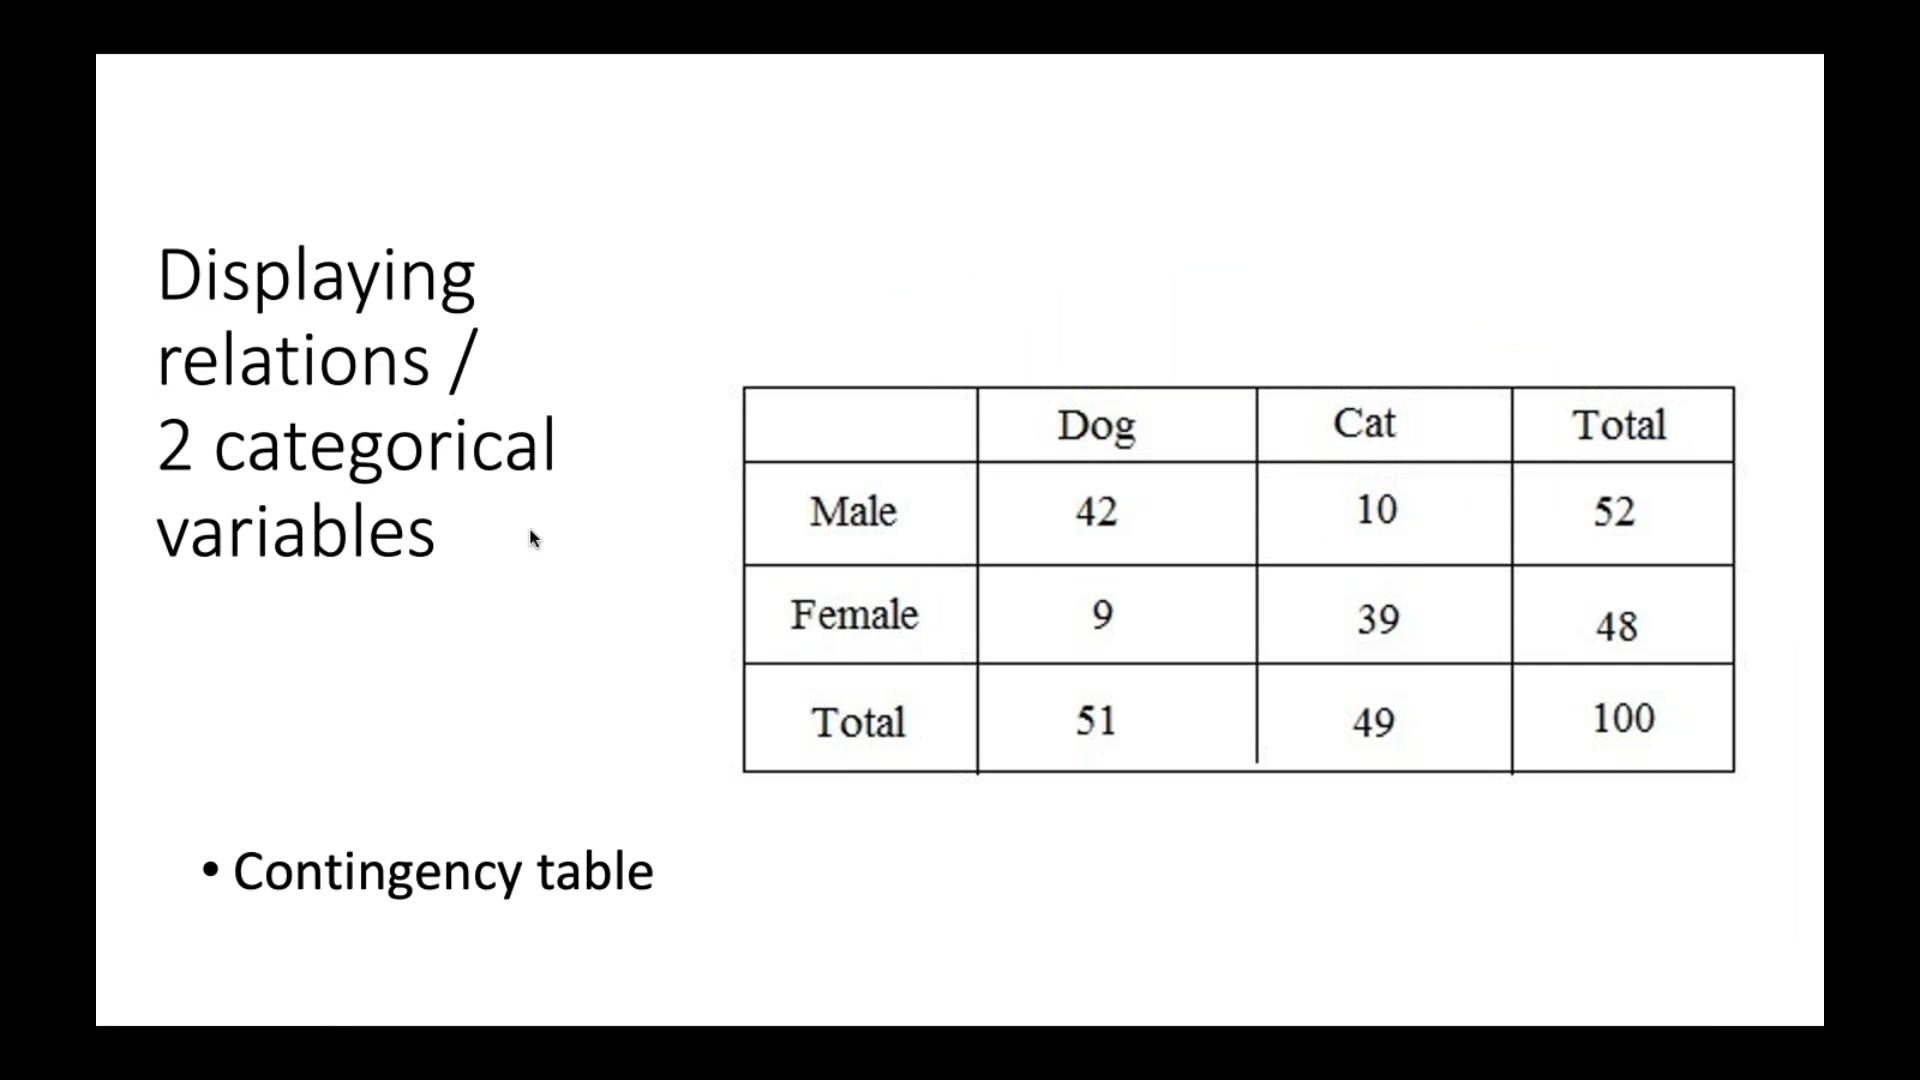 Displaying
relations /
2 categorical
variables
Dog Cat Total
Male 42 10 52
Female 9 39 48
Total 51 49 100
• Contingency table